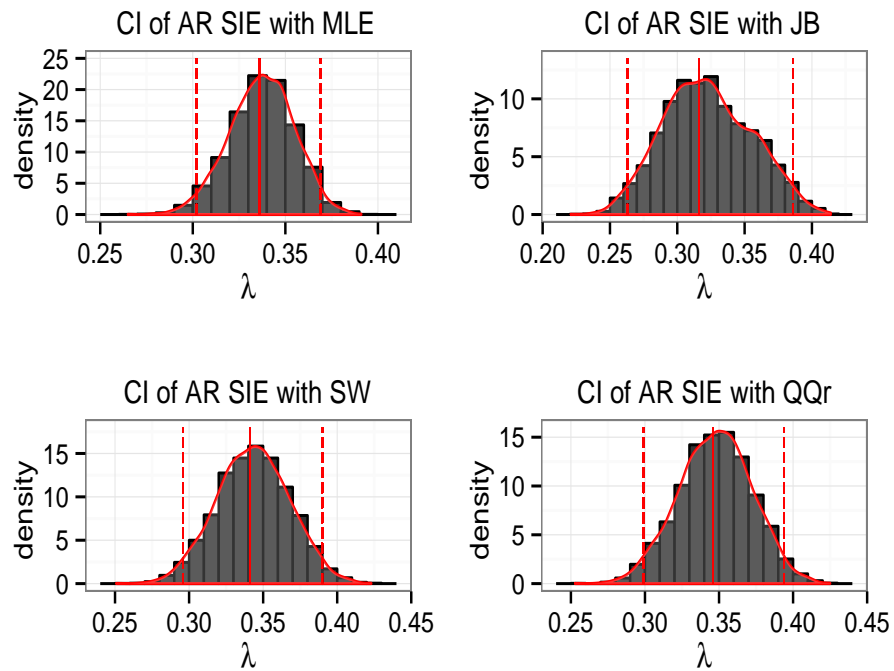 CI of AR SIE with MLE
density
25
20
15
10
5
0
0.25 0.30 0.35 0.40
λ
CI of AR SIE with JB
density
10
5
0
0.20 0.25 0.30 0.35 0.40
λ
CI of AR SIE with SW
density
15
10
5
0
0.25 0.30 0.35 0.40 0.45
λ
CI of AR SIE with QQr
density
15
10
5
0
0.25 0.30 0.35 0.40 0.45
λ